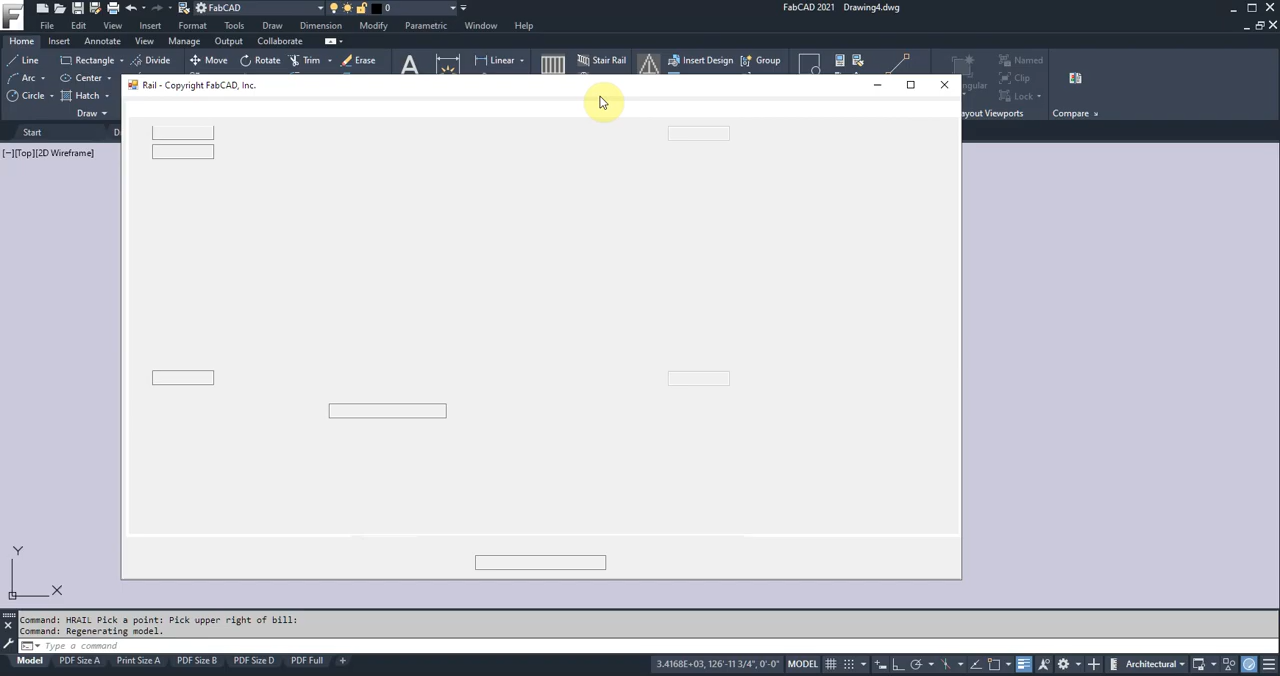 FabCAD
0
FabCAD 2021 Drawing4.dwg
File Edit View Insert Format Tools Draw Dimension Modify Parametric Window Help
Home Insert Annotate View Manage Output Collaborate
Line Rectangle Divide Move Rotate Trim Erase A Linear Stair Rail Insert Design Group Named
Arc Center Clip
Circle Hatch Lock
Draw ayout Viewports Compare
Rail - Copyright FabCAD, Inc.
Start
[−][Top][2D Wireframe]
Y
X
Command: HRAIL Pick a point: Pick upper right of bill:
Command: Regenerating model.
Type a command
Model PDF Size A Print Size A PDF Size B PDF Size D PDF Full + 3.4168E+03, 126'-11 3/4", 0'-0" MODEL Architectural